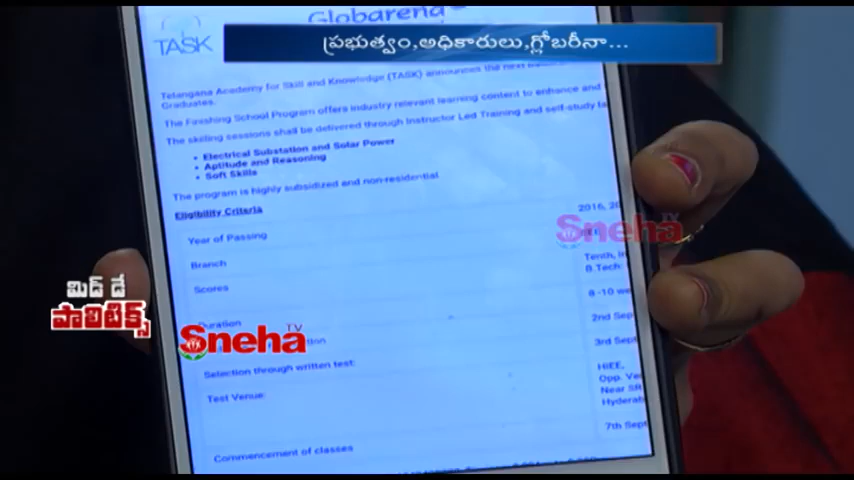 Globarena
TASK
ప్రభుత్వం,అధికారులు,గ్లోబరీనా...
Telangana Academy for Skill and Knowledge (TASK) announces the next
Graduates.
The Finishing School Program offers industry relevant learning content to enhance and
The skilling sessions shall be delivered through Instructor Led Training and self-study
• Electrical Substation and Solar Power
• Aptitude and Reasoning
• Soft Skills
The program is highly subsidized and non-residential
Eligibility Criteria
Year of Passing 2016, 20
Branch
Sneha TV
Scores Tenth, In
B Tech:
Duration 8 -10 we
2nd Sep
మిడ్ డే
పాలిటిక్స్
Sneha TV
3rd Sept
Selection through written test:
Test Venue: HIEE,
Opp. Ve
Near SR
Hyderab
Commencement of classes 7th Sept